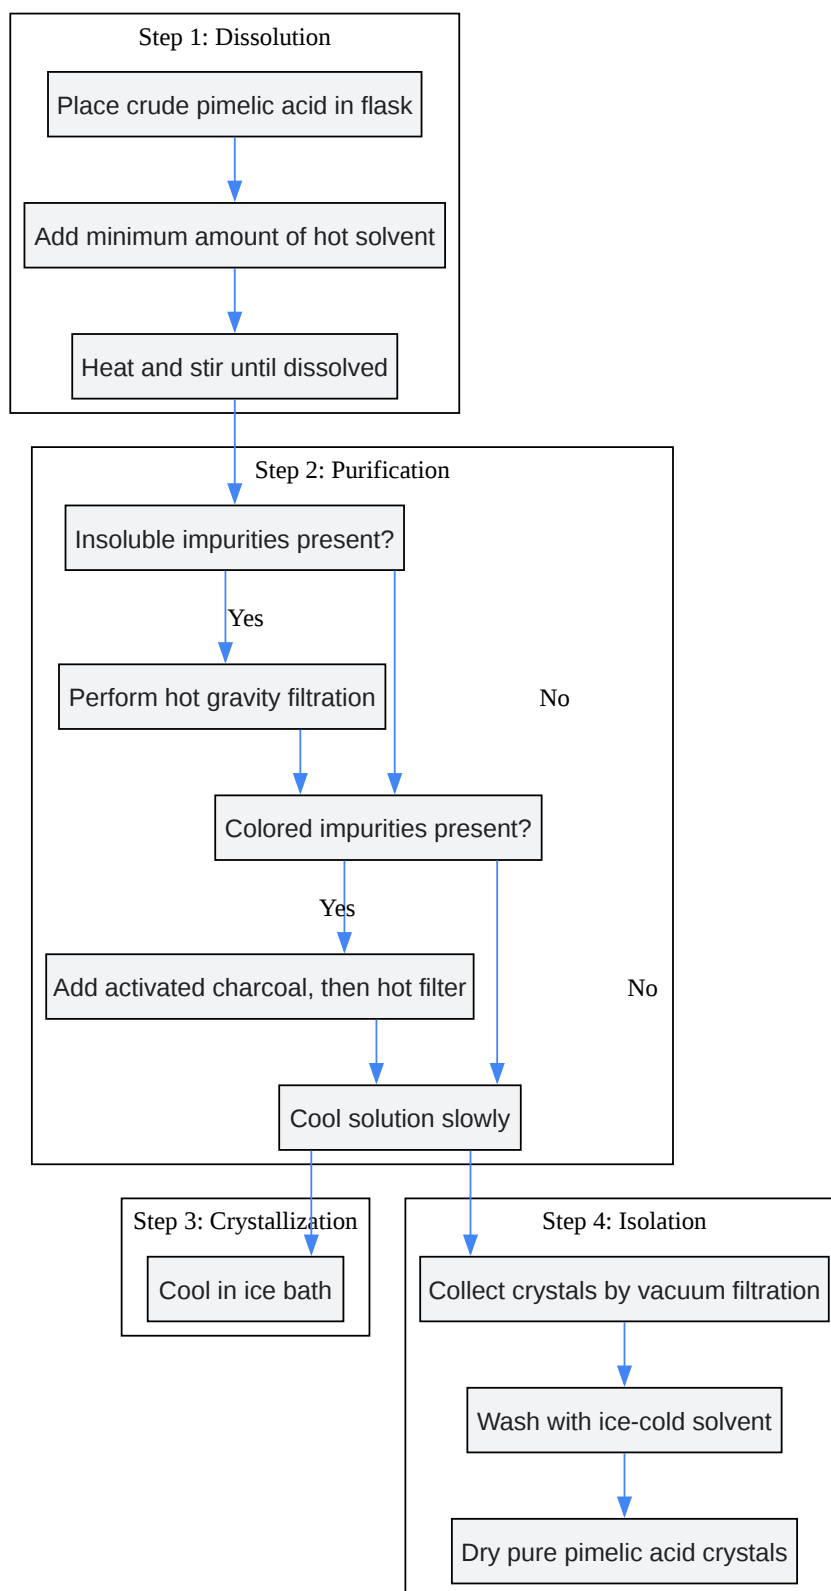 Step 1: Dissolution
Place crude pimelic acid in flask
Add minimum amount of hot solvent
Heat and stir until dissolved
Step 2: Purification
Insoluble impurities present?
Yes
Perform hot gravity filtration
No
Colored impurities present?
Yes
Add activated charcoal, then hot filter
No
Cool solution slowly
Step 3: Crystallization
Cool in ice bath
Step 4: Isolation
Collect crystals by vacuum filtration
Wash with ice-cold solvent
Dry pure pimelic acid crystals